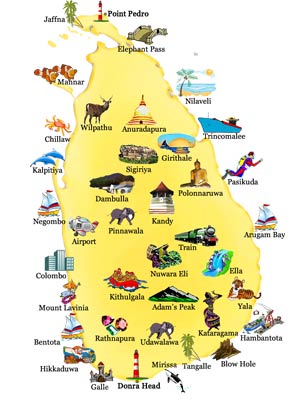 Point Pedro
Jaffna
Elephant Pass
Mannar
Nilaveli
Wilpathu
Anuradapura
Trincomalee
Chillaw
Girithale
Sigiriya
Kalpitiya
Pasikuda
Polonnaruwa
Dambulla
Negombo
Pinnawala
Kandy
Arugam Bay
Airport
Train
Colombo
Nuwara Eli
Ella
Kithulgala
Mount Lavinia
Adam's Peak
Yala
Kataragama
Bentota
Rathnapura
Udawalawa
Hambantota
Hikkaduwa
Mirissa
Tangalle
Blow Hole
Galle
Donra Head